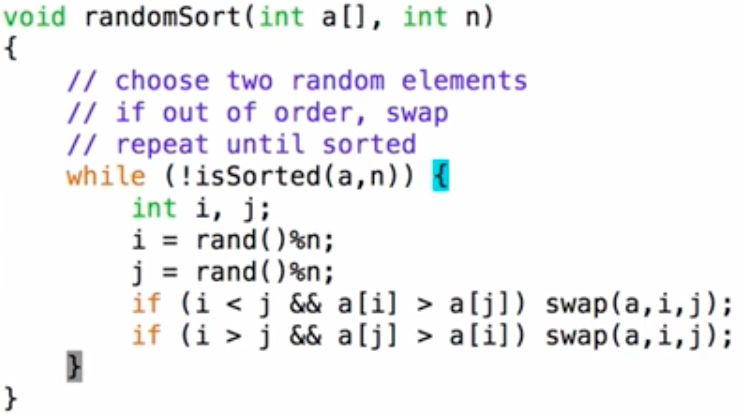 void randomSort(int a[], int n)
{
    // choose two random elements
    // if out of order, swap
    // repeat until sorted
    while (!isSorted(a,n)) {
        int i, j;
        i = rand()%n;
        j = rand()%n;
        if (i < j && a[i] > a[j]) swap(a,i,j);
        if (i > j && a[j] > a[i]) swap(a,i,j);
    }
}